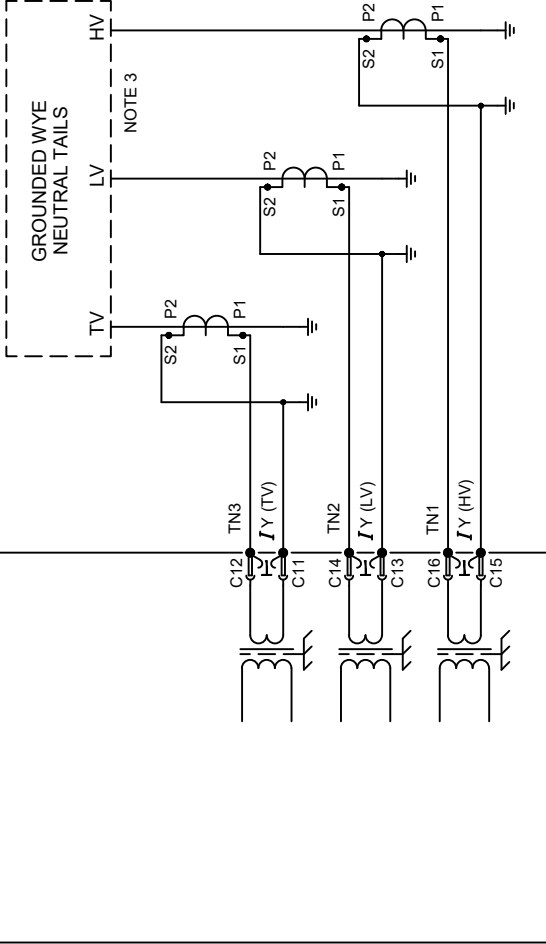 GROUNDED WYE
NEUTRAL TAILS
HV
LV
TV
NOTE 3
P2
S2
P1
S1
P2
S2
P1
S1
P2
S2
P1
S1
TN3
IY (TV)
C12
C11
TN2
IY (LV)
C14
C13
TN1
IY (HV)
C16
C15